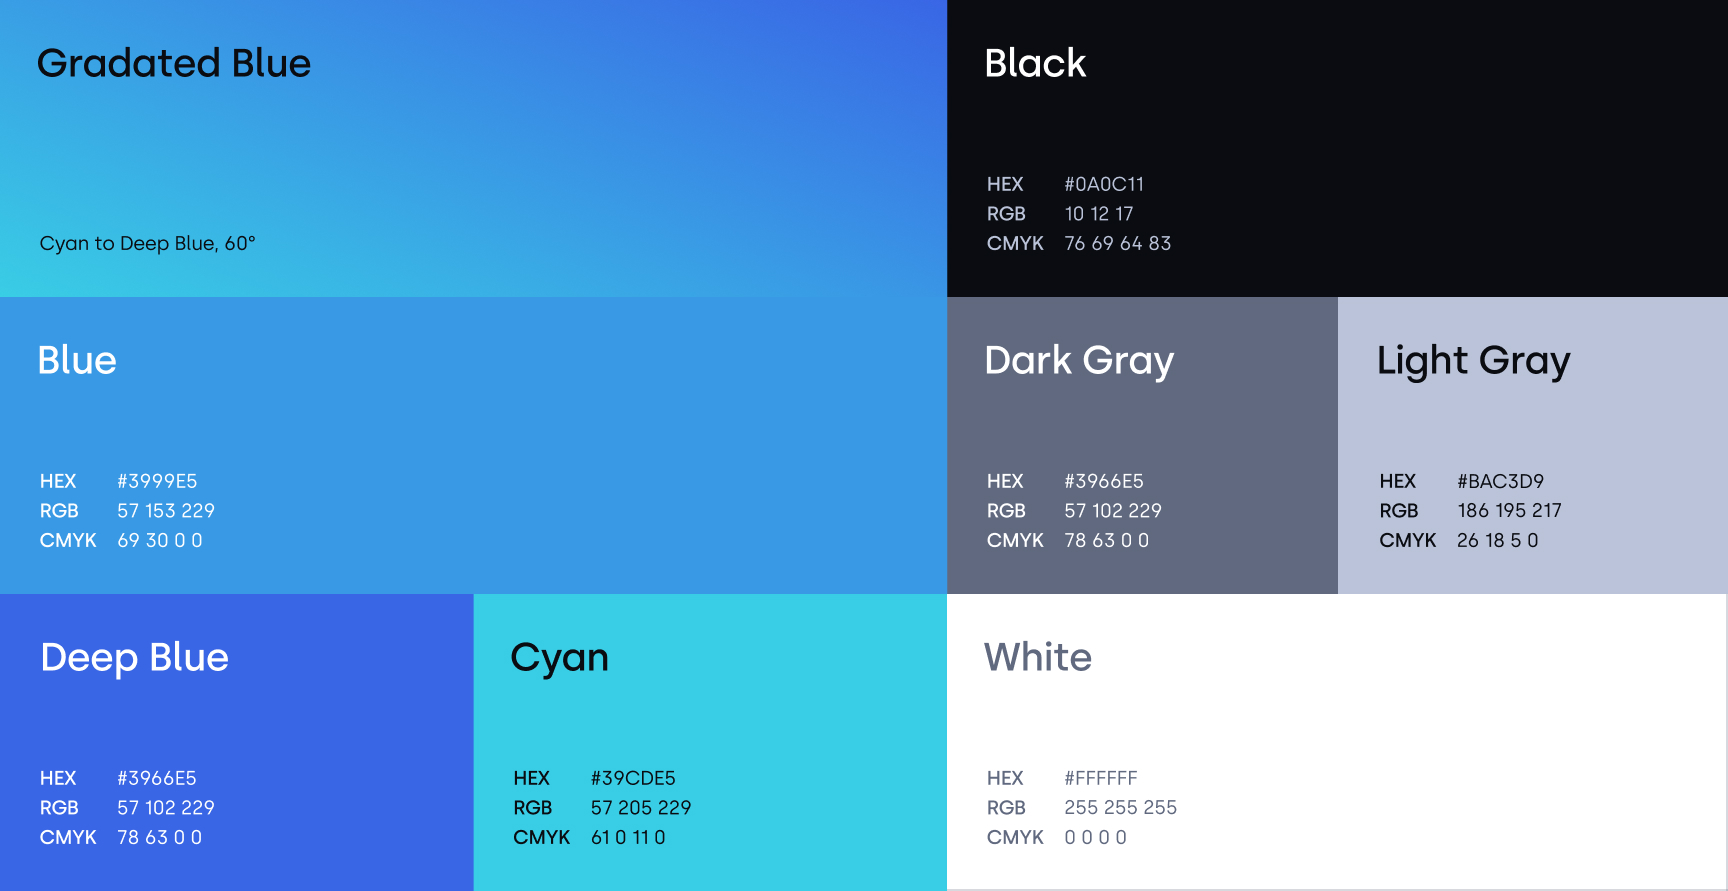 Gradated Blue
Cyan to Deep Blue, 60°
Black
HEX #0A0C11
RGB 10 12 17
CMYK 76 69 64 83
Blue
HEX #3999E5
RGB 57 153 229
CMYK 69 30 0 0
Dark Gray
HEX #3966E5
RGB 57 102 229
CMYK 78 63 0 0
Light Gray
HEX #BAC3D9
RGB 186 195 217
CMYK 26 18 5 0
Deep Blue
HEX #3966E5
RGB 57 102 229
CMYK 78 63 0 0
Cyan
HEX #39CDE5
RGB 57 205 229
CMYK 61 0 11 0
White
HEX #FFFFFF
RGB 255 255 255
CMYK 0 0 0 0